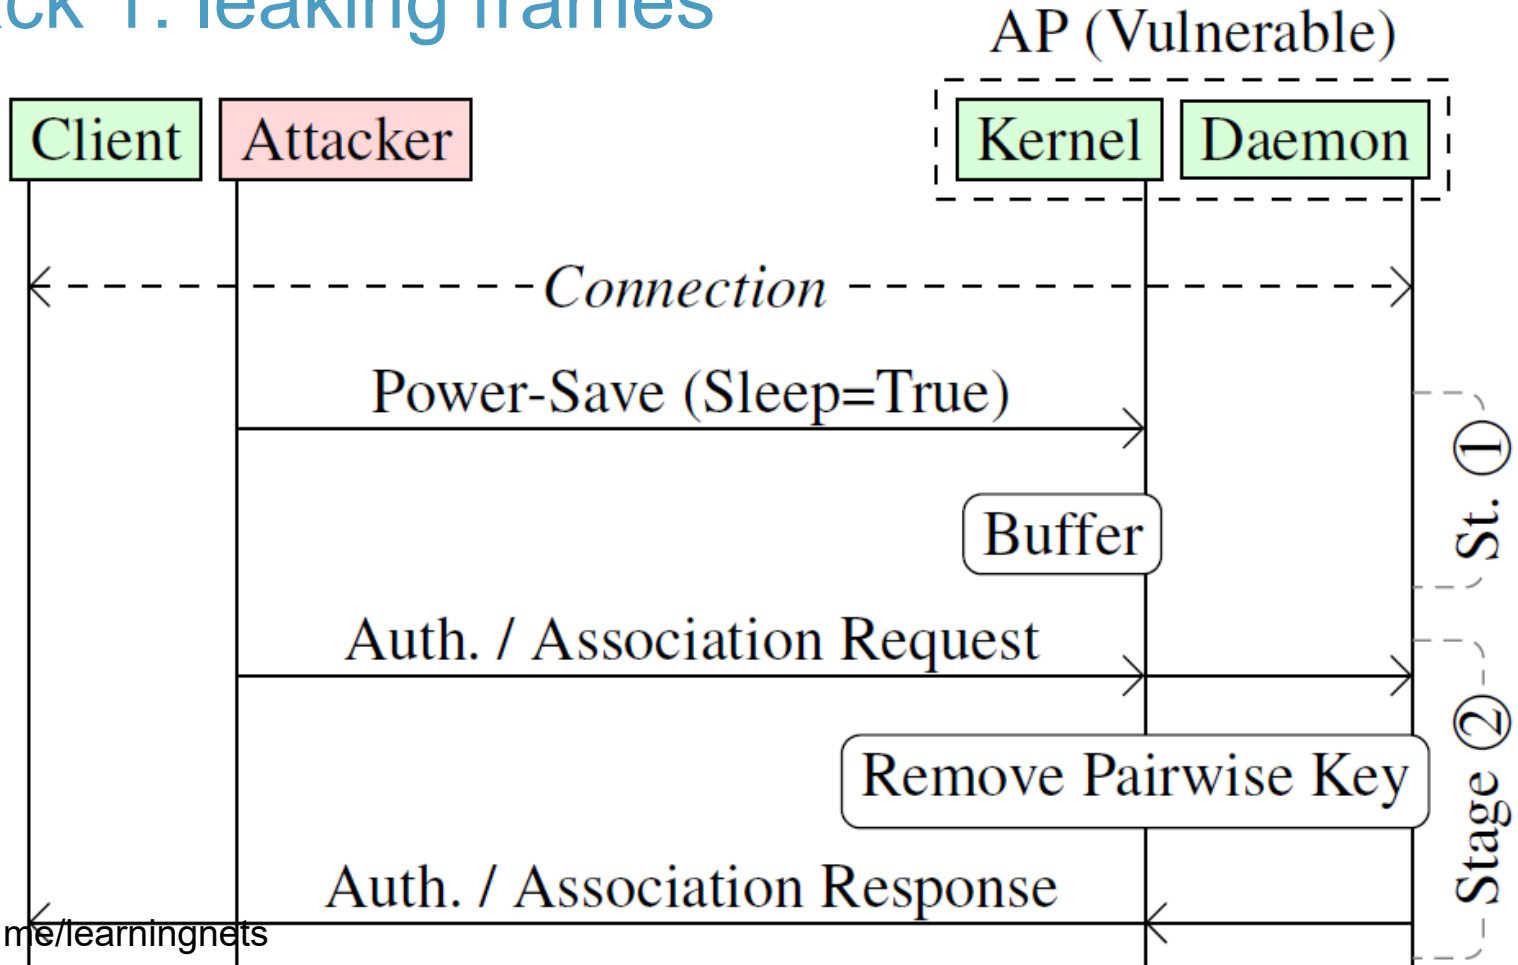 ck 1: leaking frames
AP (Vulnerable)
Client
Attacker
Kernel
Daemon
Connection
Power-Save (Sleep=True)
Buffer
St. ①
Auth. / Association Request
Remove Pairwise Key
Stage ②
Auth. / Association Response
me/learningnets